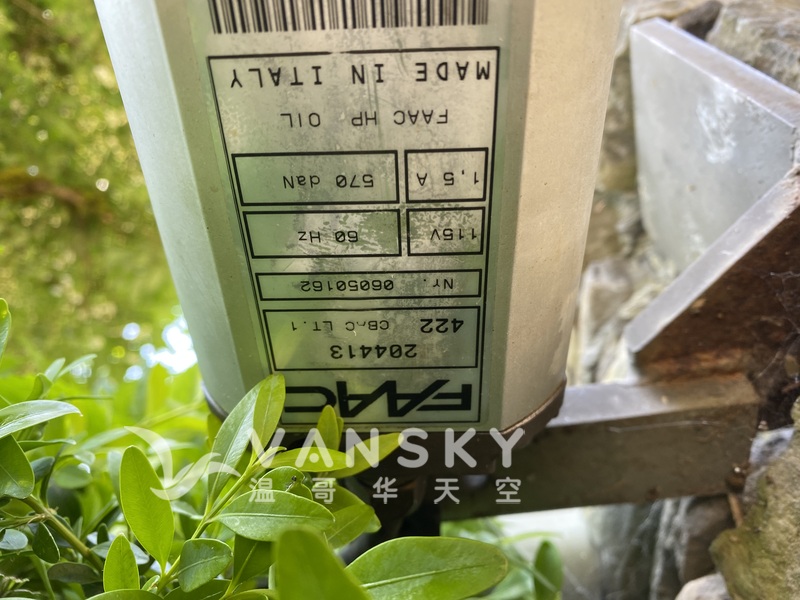 FAAC
204413
422 CBAC LT.1
Nr. 06050162
115V 60 Hz
1,5 A 570 daN
FAAC HP OIL
MADE IN ITALY
VANSKY
温哥华天空